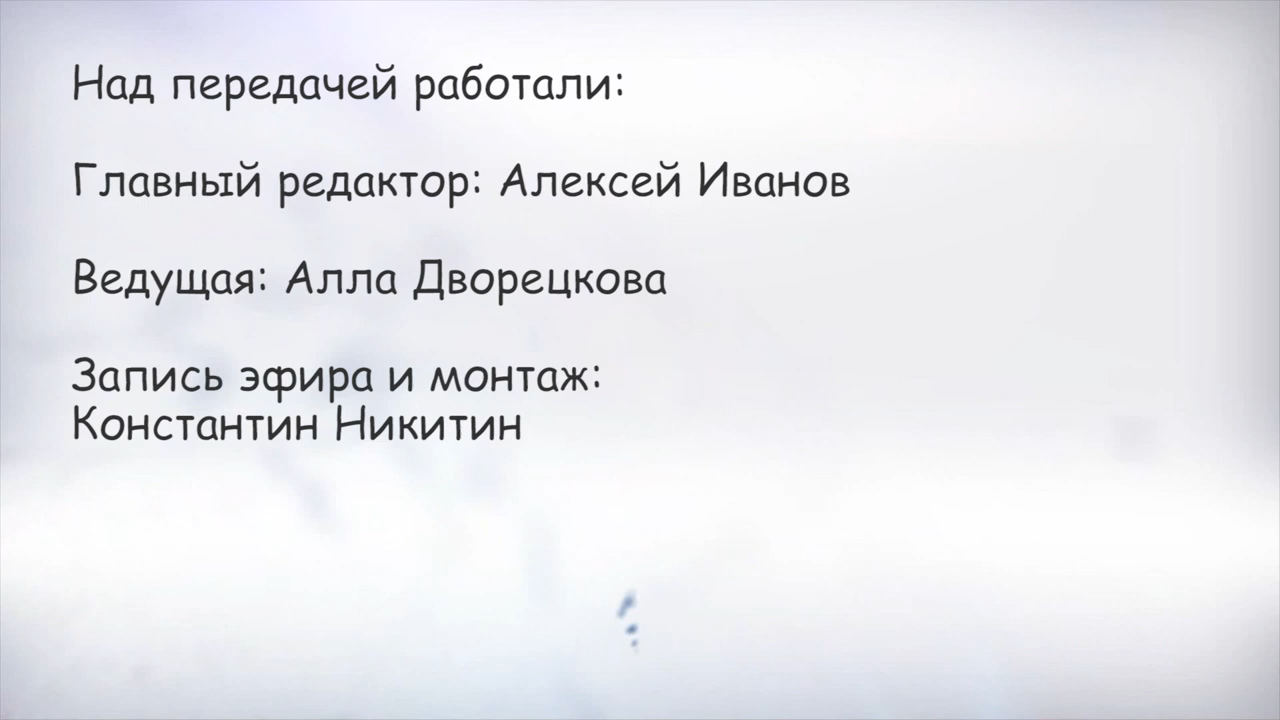 Над передачей работали:
Главный редактор: Алексей Иванов
Ведущая: Алла Дворецкова
Запись эфира и монтаж:
Константин Никитин